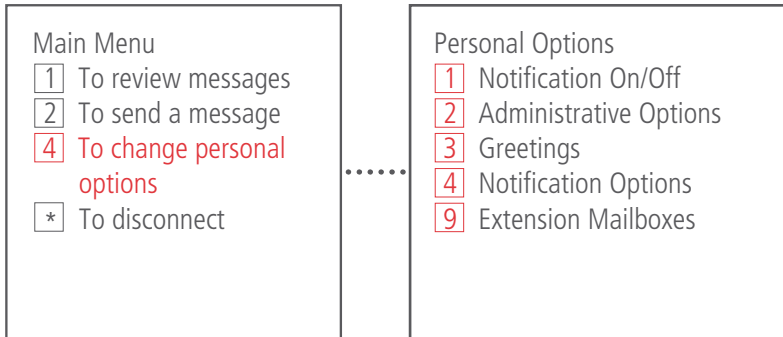 Main Menu
1 To review messages
2 To send a message
4 To change personal
options
* To disconnect
Personal Options
1 Notification On/Off
2 Administrative Options
3 Greetings
4 Notification Options
9 Extension Mailboxes